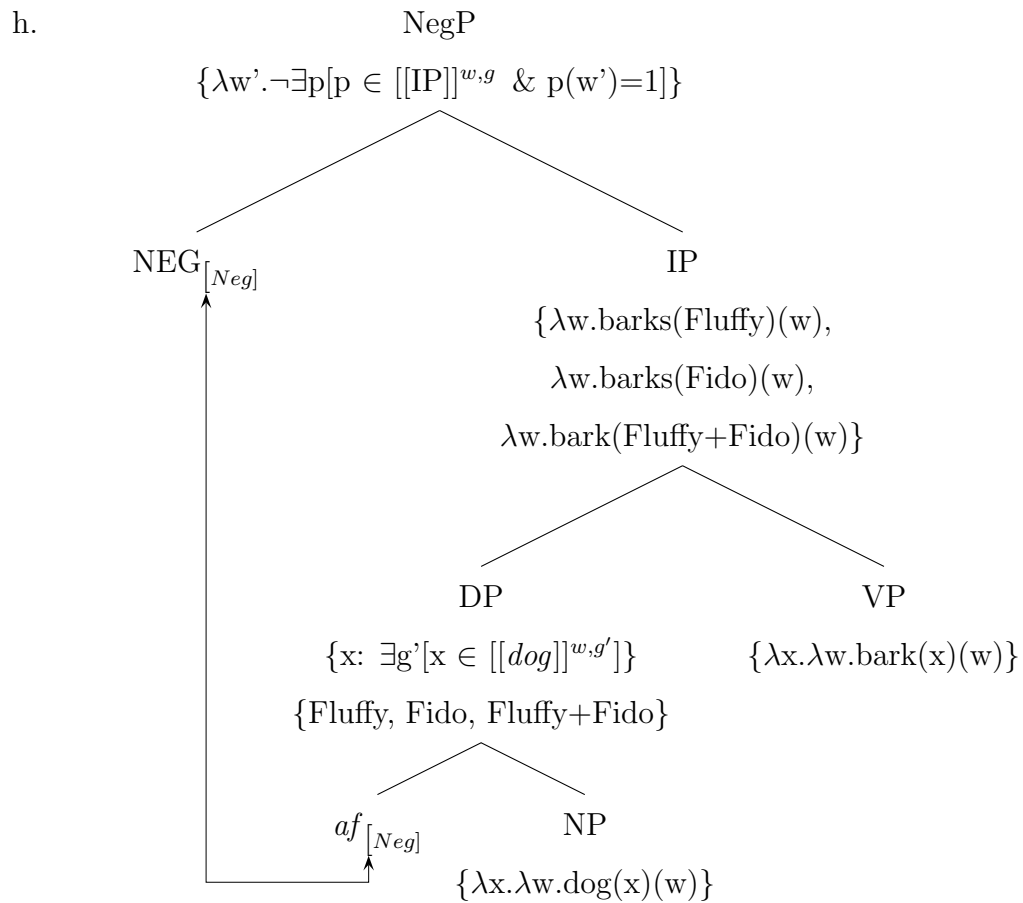 h.
NegP
{λw'.¬∃p[p ∈ [[IP]]^{w,g} & p(w')=1]}
NEG_{[Neg]}
IP
{λw.barks(Fluffy)(w),
λw.barks(Fido)(w),
λw.bark(Fluffy+Fido)(w)}
DP
VP
{x: ∃g'[x ∈ [[dog]]^{w,g'}]}
{λx.λw.bark(x)(w)}
{Fluffy, Fido, Fluffy+Fido}
af_{[Neg]}
NP
{λx.λw.dog(x)(w)}